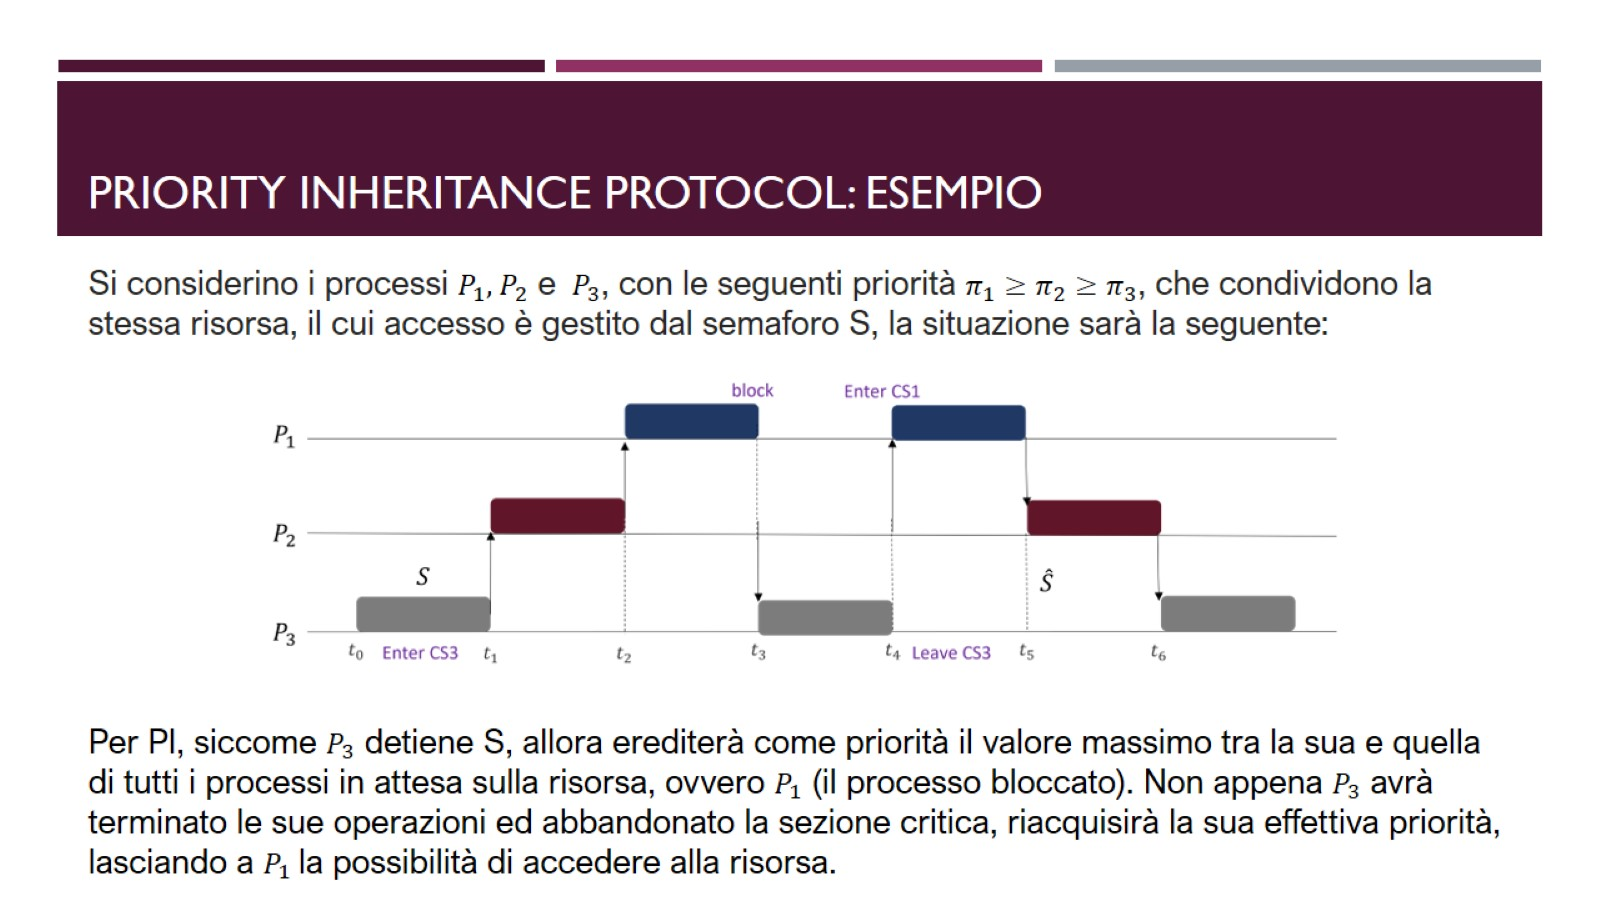 PRIORITY INHERITANCE PROTOCOL: ESEMPIO
Si considerino i processi P₁, P₂ e P₃, con le seguenti priorità π₁ ≥ π₂ ≥ π₃, che condividono la
stessa risorsa, il cui accesso è gestito dal semaforo S, la situazione sarà la seguente:
block Enter CS1
P₁
P₂
S Ŝ
P₃
t₀ Enter CS3 t₁ t₂ t₃ t₄ Leave CS3 t₅ t₆
Per PI, siccome P₃ detiene S, allora erediterà come priorità il valore massimo tra la sua e quella
di tutti i processi in attesa sulla risorsa, ovvero P₁ (il processo bloccato). Non appena P₃ avrà
terminato le sue operazioni ed abbandonato la sezione critica, riacquisirà la sua effettiva priorità,
lasciando a P₁ la possibilità di accedere alla risorsa.